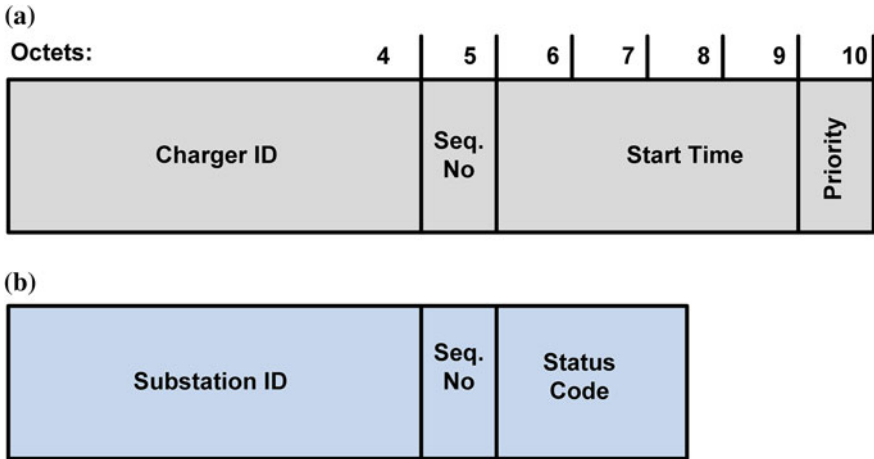 (a)
Octets: 4 5 6 7 8 9 10
Charger ID
Seq.
No
Start Time
Priority
(b)
Substation ID
Seq.
No
Status
Code